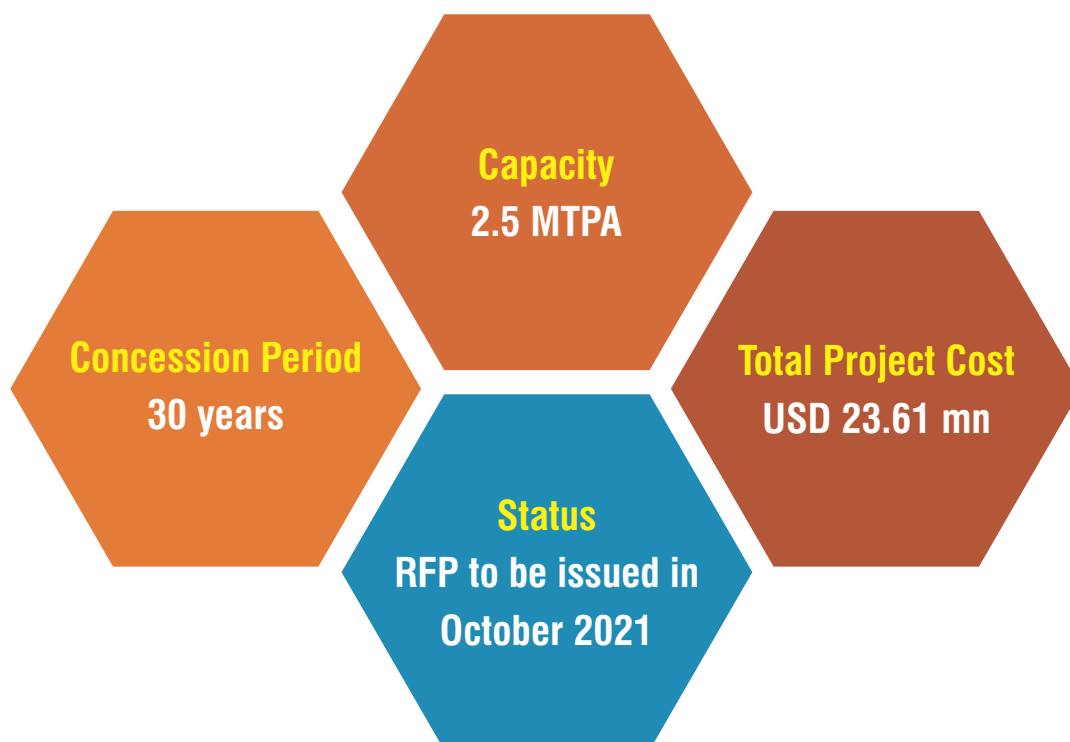 Capacity
2.5 MTPA
Concession Period
30 years
Total Project Cost
USD 23.61 mn
Status
RFP to be issued in
October 2021